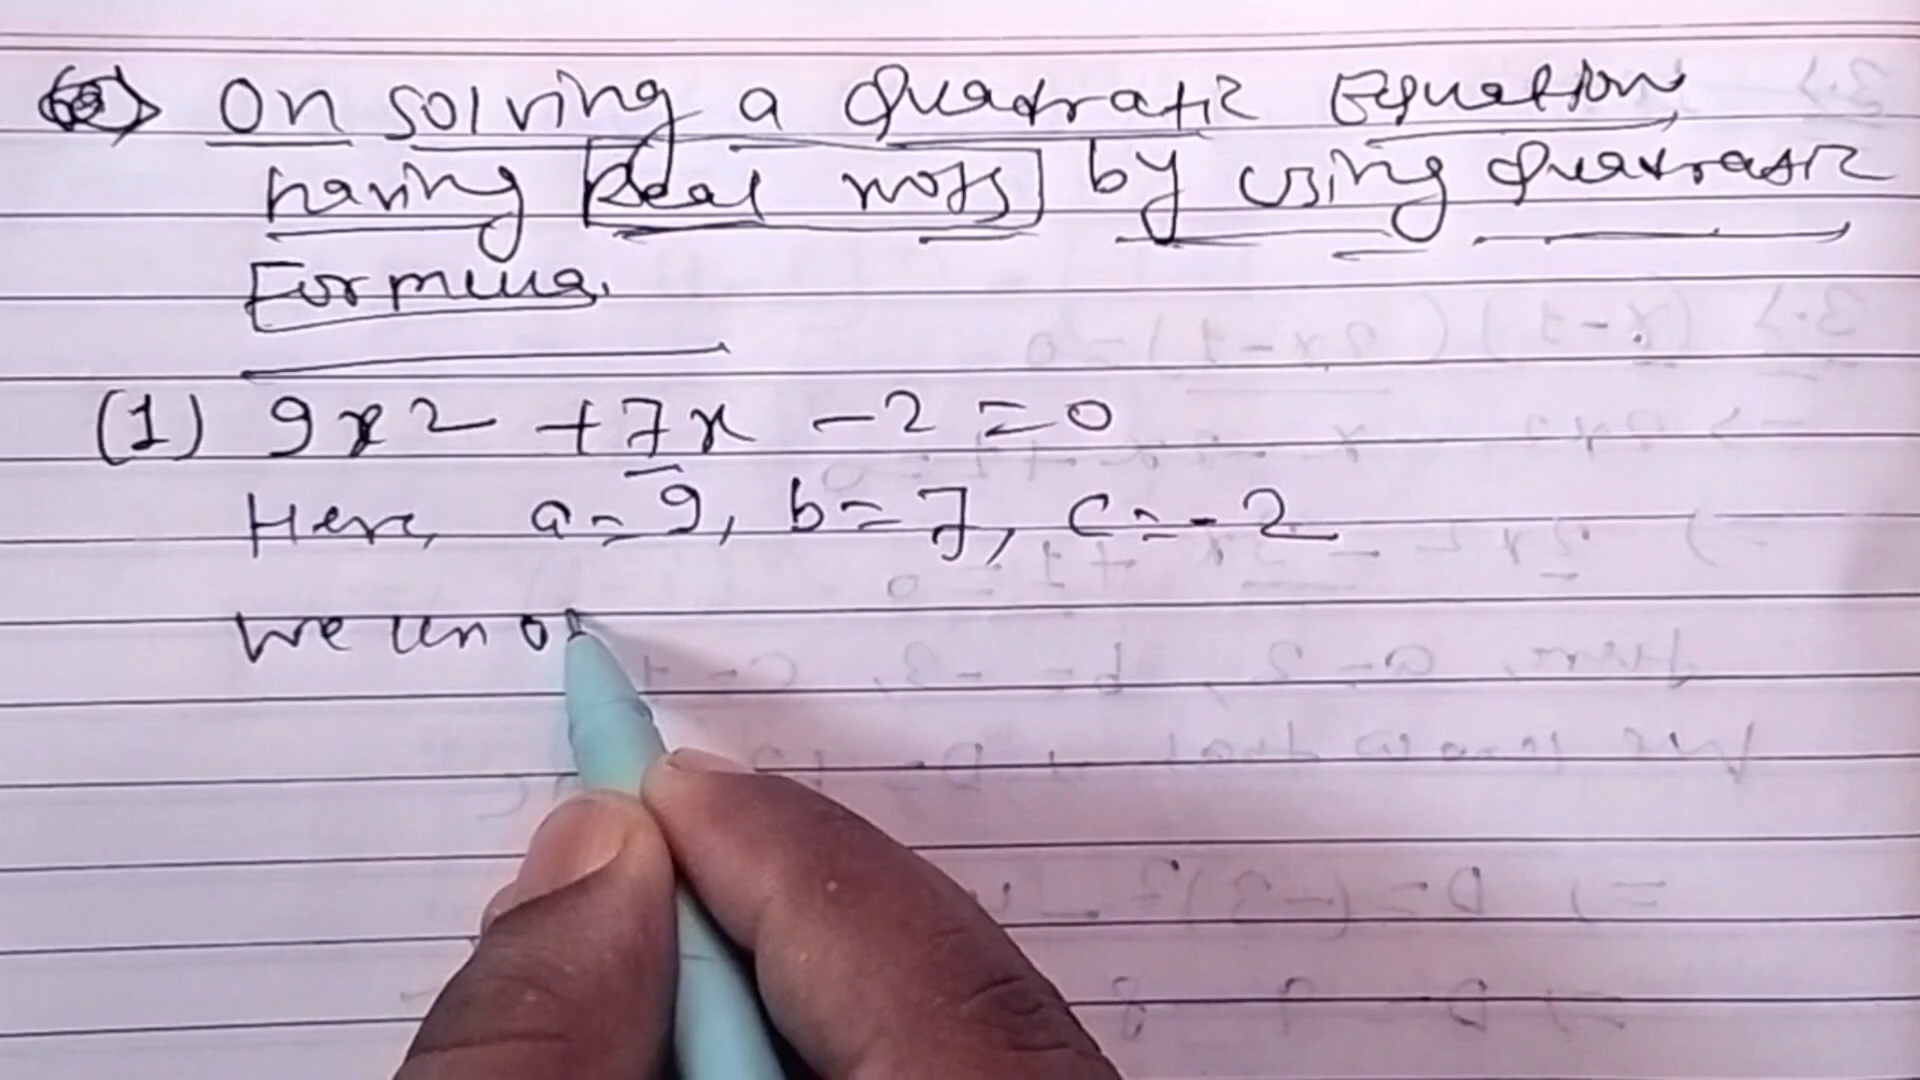 On solving a Quadratic Equation
having Real roots by using Quadratic
Formula.
(1) 9x2 + 7x - 2 = 0
Here, a = 9, b = 7, c = - 2
We kno